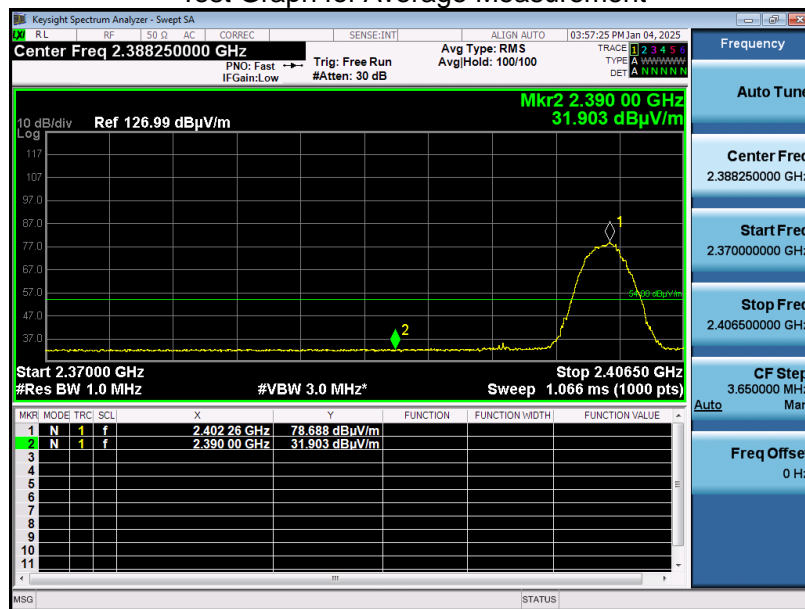 Test Graph for Average Measurement
Keysight Spectrum Analyzer - Swept SA
LXI RL RF 50 Ω AC CORREC SENSE:INT ALIGN AUTO 03:57:25 PM Jan 04, 2025
Center Freq 2.388250000 GHz
PNO: Fast
IFGain:Low
Trig: Free Run
#Atten: 30 dB
Avg Type: RMS
Avg|Hold: 100/100
TRACE 1 2 3 4 5 6
TYPE A WWWWW
DET A N N N N N
Mkr2 2.390 00 GHz
31.903 dBµV/m
10 dB/div Ref 126.99 dBµV/m
Log
117
107
97.0
87.0
77.0
67.0
57.0
47.0
37.0
1
54.00 dBµV/m
2
Start 2.37000 GHz Stop 2.40650 GHz
#Res BW 1.0 MHz #VBW 3.0 MHz* Sweep 1.066 ms (1000 pts)
MKR MODE TRC SCL X Y FUNCTION FUNCTION WIDTH FUNCTION VALUE
1 N 1 f 2.402 26 GHz 78.688 dBµV/m
2 N 1 f 2.390 00 GHz 31.903 dBµV/m
3
4
5
6
7
8
9
10
11
MSG STATUS
Frequency
Auto Tune
Center Freq
2.388250000 GHz
Start Freq
2.370000000 GHz
Stop Freq
2.406500000 GHz
CF Step
3.650000 MHz
Auto Man
Freq Offset
0 Hz